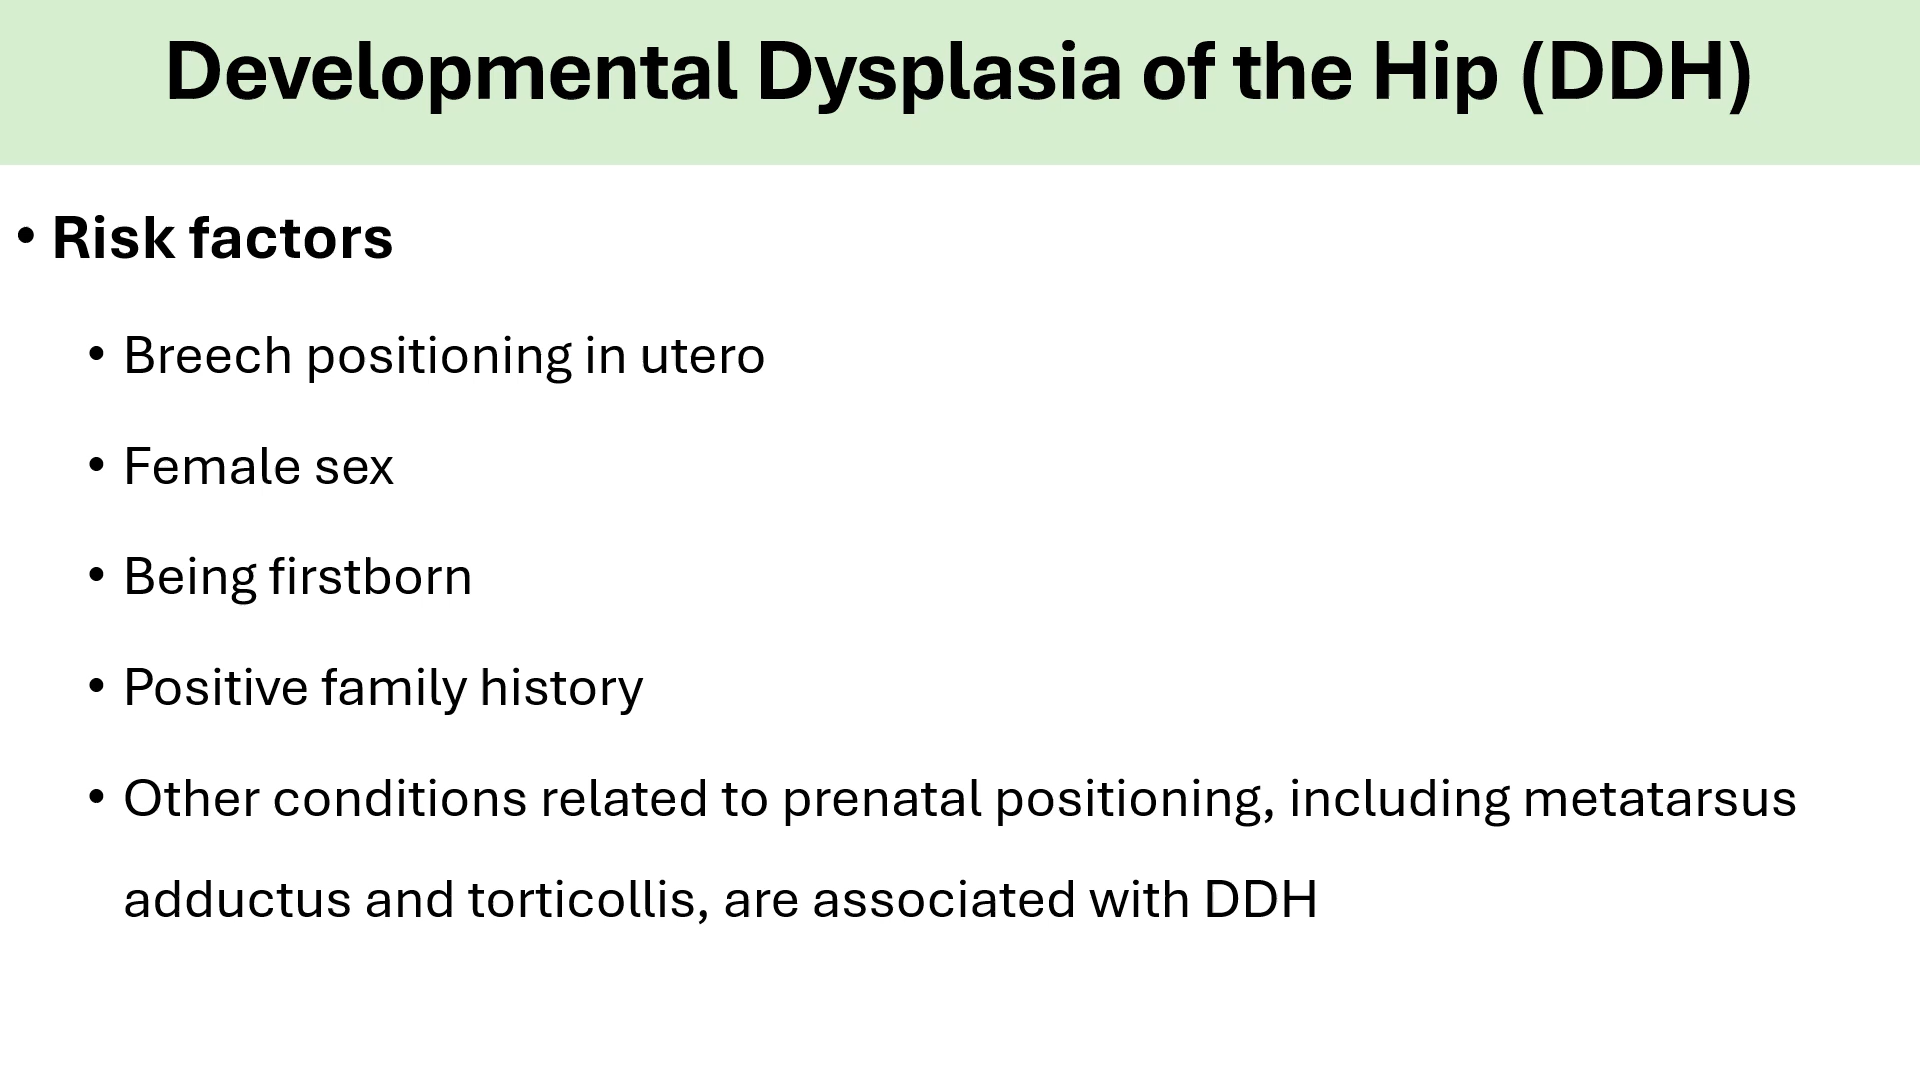 Developmental Dysplasia of the Hip (DDH)
• Risk factors
• Breech positioning in utero
• Female sex
• Being firstborn
• Positive family history
• Other conditions related to prenatal positioning, including metatarsus
adductus and torticollis, are associated with DDH